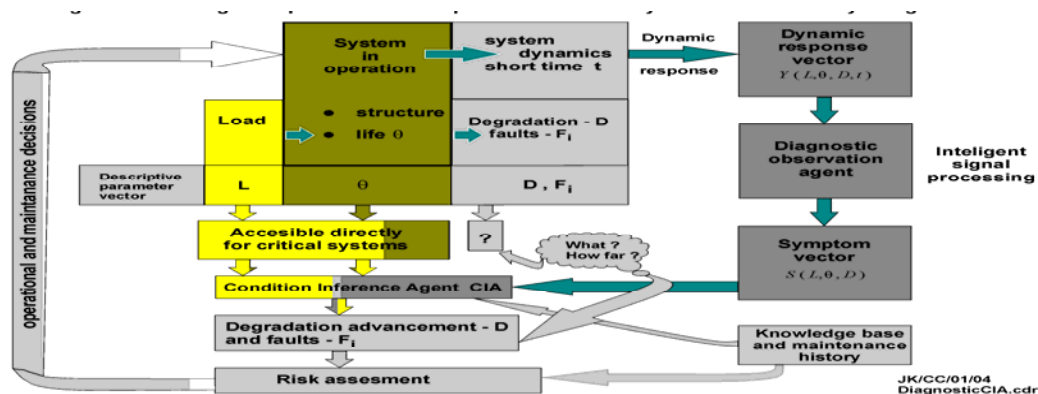 System
in
operation
system
dynamics
short time t
Dynamic
response
Dynamic
response
vector
Y ( L, θ, D, t )
operational and maintanance decisions
Load
● structure
● life θ
Degradation - D
faults - Fi
Diagnostic
observation
agent
Inteligent
signal
processing
Descriptive
parameter
vector
L
θ
D , Fi
Accesible directly
for critical systems
?
What ?
How far ?
Symptom
vector
S ( L, θ, D )
Condition Inference Agent CIA
Degradation advancement - D
and faults - Fi
Knowledge base
and maintenance
history
Risk assesment
JK/CC/01/04
DiagnosticCIA.cdr